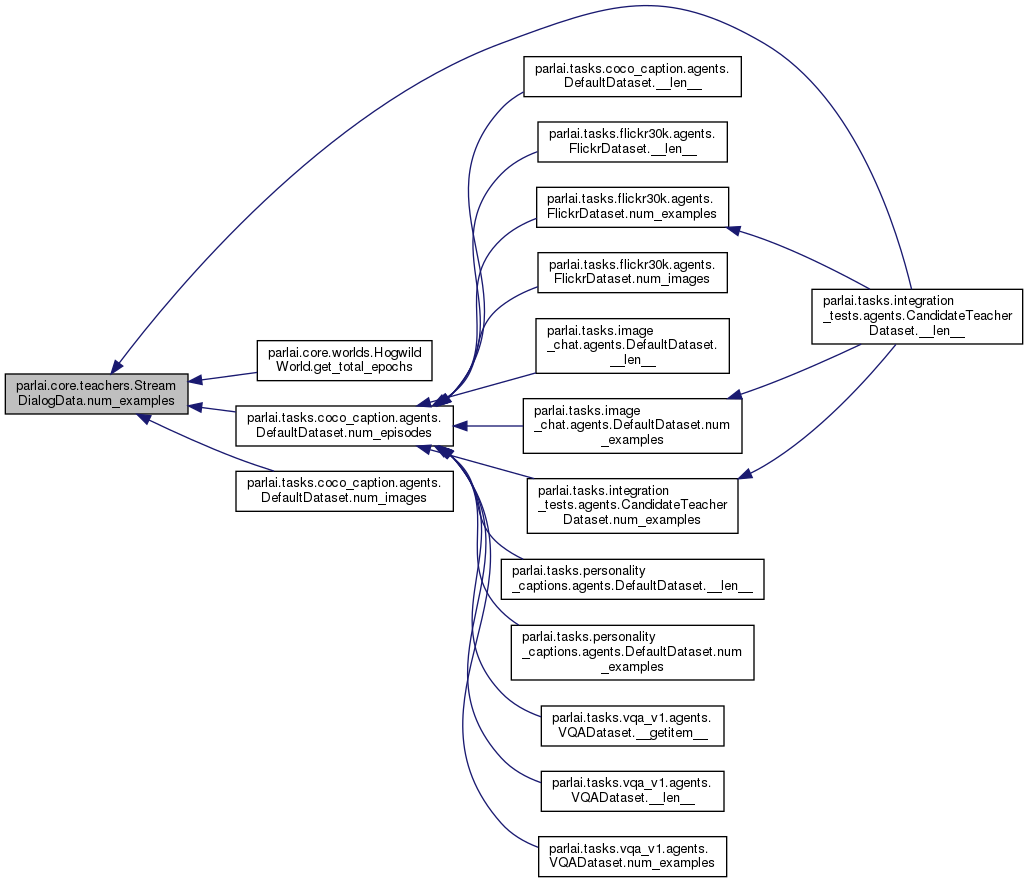 parlai.core.teachers.Stream
DialogData.num_examples
parlai.core.worlds.Hogwild
World.get_total_epochs
parlai.tasks.coco_caption.agents.
DefaultDataset.num_episodes
parlai.tasks.coco_caption.agents.
DefaultDataset.num_images
parlai.tasks.coco_caption.agents.
DefaultDataset.__len__
parlai.tasks.flickr30k.agents.
FlickrDataset.__len__
parlai.tasks.flickr30k.agents.
FlickrDataset.num_examples
parlai.tasks.flickr30k.agents.
FlickrDataset.num_images
parlai.tasks.image
_chat.agents.DefaultDataset.
__len__
parlai.tasks.image
_chat.agents.DefaultDataset.num
_examples
parlai.tasks.integration
_tests.agents.CandidateTeacher
Dataset.num_examples
parlai.tasks.personality
_captions.agents.DefaultDataset.__len__
parlai.tasks.personality
_captions.agents.DefaultDataset.num
_examples
parlai.tasks.vqa_v1.agents.
VQADataset.__getitem__
parlai.tasks.vqa_v1.agents.
VQADataset.__len__
parlai.tasks.vqa_v1.agents.
VQADataset.num_examples
parlai.tasks.integration
_tests.agents.CandidateTeacher
Dataset.__len__